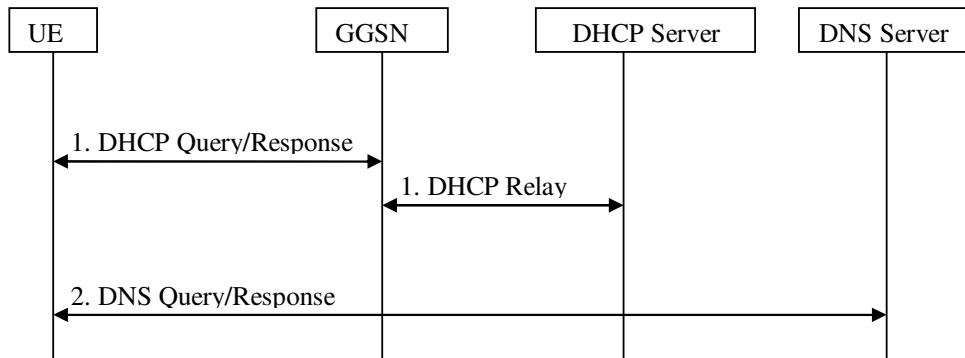 UE
GGSN
DHCP Server
DNS Server
1. DHCP Query/Response
1. DHCP Relay
2. DNS Query/Response